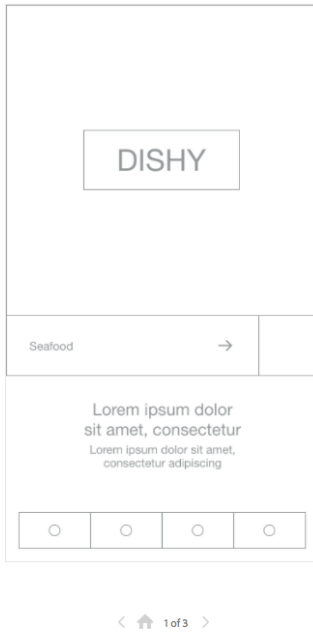 DISHY
Seafood
Lorem ipsum dolor
sit amet, consectetur
Lorem ipsum dolor sit amet,
consectetur adipiscing
1 of 3